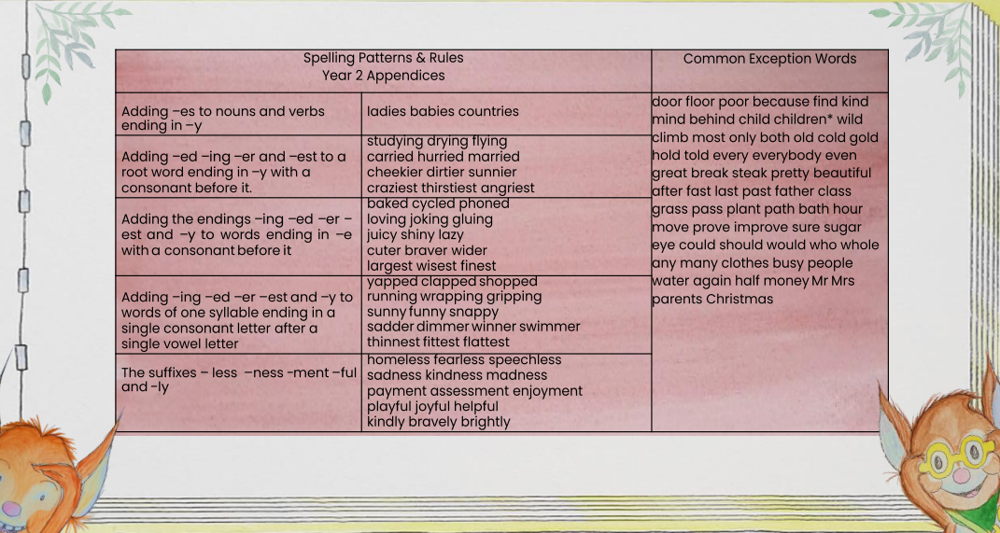 Spelling Patterns & Rules
Year 2 Appendices
Common Exception Words
Adding –es to nouns and verbs
ending in –y
ladies babies countries
Adding –ed –ing –er and –est to a
root word ending in –y with a
consonant before it.
studying drying flying
carried hurried married
cheekier dirtier sunnier
craziest thirstiest angriest
Adding the endings –ing –ed –er –
est and –y to words ending in –e
with a consonant before it
baked cycled phoned
loving joking gluing
juicy shiny lazy
cuter braver wider
largest wisest finest
Adding –ing –ed –er –est and –y to
words of one syllable ending in a
single consonant letter after a
single vowel letter
yapped clapped shopped
running wrapping gripping
sunny funny snappy
sadder dimmer winner swimmer
thinnest fittest flattest
The suffixes – less –ness -ment –ful
and -ly
homeless fearless speechless
sadness kindness madness
payment assessment enjoyment
playful joyful helpful
kindly bravely brightly
door floor poor because find kind
mind behind child children* wild
climb most only both old cold gold
hold told every everybody even
great break steak pretty beautiful
after fast last past father class
grass pass plant path bath hour
move prove improve sure sugar
eye could should would who whole
any many clothes busy people
water again half money Mr Mrs
parents Christmas